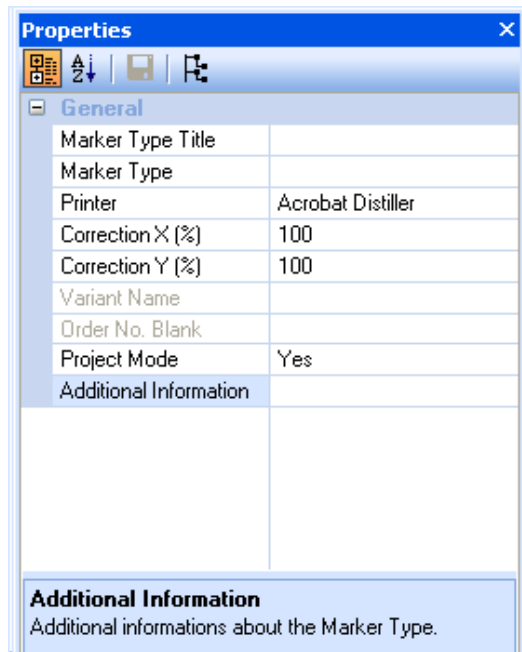 Properties
General
Marker Type Title
Marker Type
Printer Acrobat Distiller
Correction X (%) 100
Correction Y (%) 100
Variant Name
Order No. Blank
Project Mode Yes
Additional Information
Additional Information
Additional informations about the Marker Type.